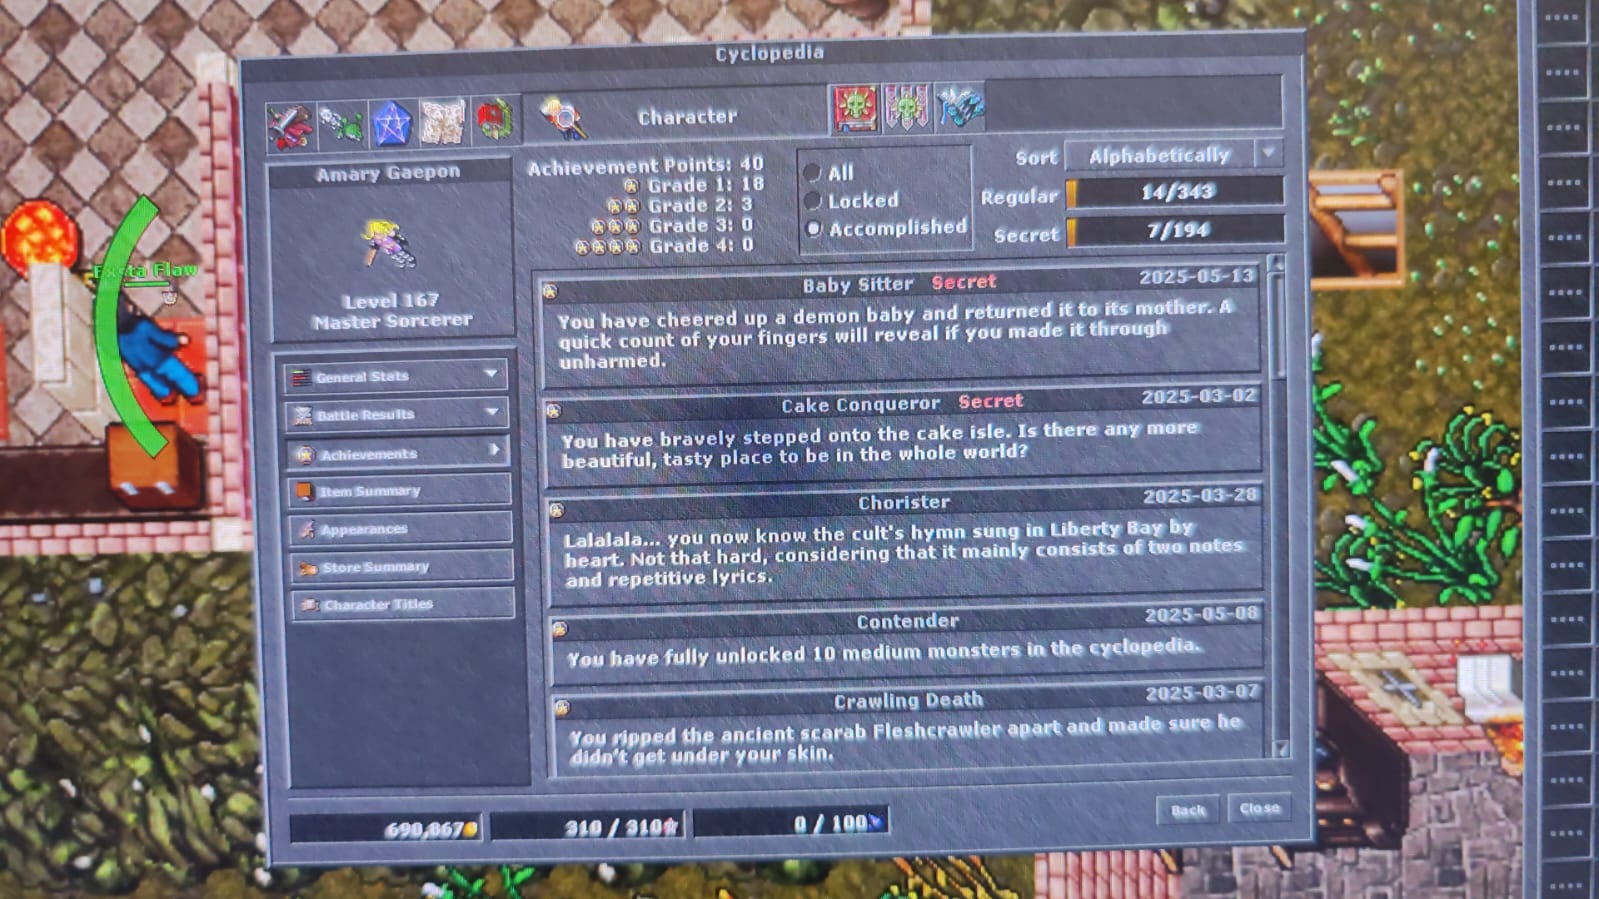 Cyclopedia
Character
Amary Gaepon
Level 167
Master Sorcerer
General Stats
Battle Results
Achievements
Item Summary
Appearances
Store Summary
Character Titles
Achievement Points: 40
Grade 1: 18
Grade 2: 3
Grade 3: 0
Grade 4: 0
All
Locked
Accomplished
Sort Alphabetically
Regular 14/343
Secret 7/194
Baby Sitter Secret 2025-05-13
You have cheered up a demon baby and returned it to its mother. A
quick count of your fingers will reveal if you made it through
unharmed.
Cake Conqueror Secret 2025-03-02
You have bravely stepped onto the cake isle. Is there any more
beautiful, tasty place to be in the whole world?
Chorister 2025-03-28
Lalalala... you now know the cult's hymn sung in Liberty Bay by
heart. Not that hard, considering that it mainly consists of two notes
and repetitive lyrics.
Contender 2025-05-08
You have fully unlocked 10 medium monsters in the cyclopedia.
Crawling Death 2025-03-07
You ripped the ancient scarab Fleshcrawler apart and made sure he
didn't get under your skin.
690,867
310 / 310
0 / 100
Back
Close
Flaw